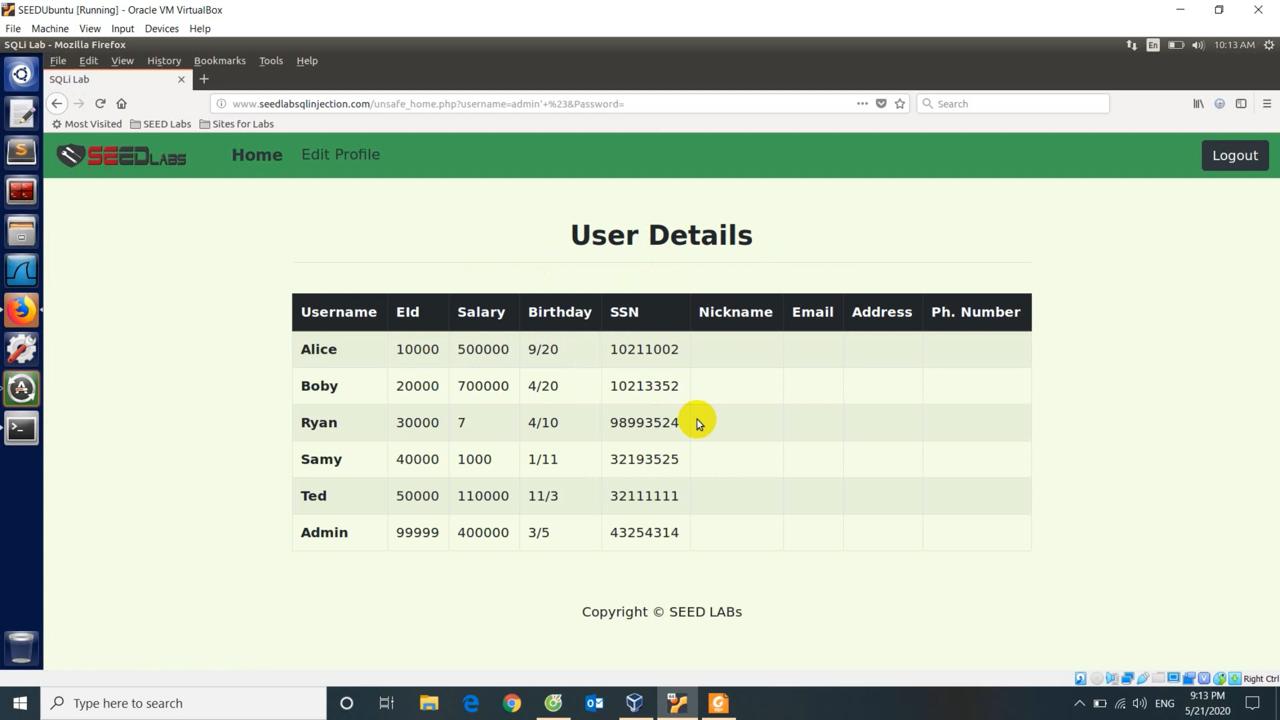 SEEDUbuntu [Running] - Oracle VM VirtualBox
File Machine View Input Devices Help
SQLi Lab - Mozilla Firefox En 10:13 AM
File Edit View History Bookmarks Tools Help
SQLi Lab
www.seedlabsqlinjection.com/unsafe_home.php?username=admin'+%23&Password= Search
Most Visited SEED Labs Sites for Labs
SEEDLABS Home Edit Profile Logout
User Details
Username EId Salary Birthday SSN Nickname Email Address Ph. Number
Alice 10000 500000 9/20 10211002
Boby 20000 700000 4/20 10213352
Ryan 30000 7 4/10 98993524
Samy 40000 1000 1/11 32193525
Ted 50000 110000 11/3 32111111
Admin 99999 400000 3/5 43254314
Copyright © SEED LABs
Right Ctrl
Type here to search ENG 9:13 PM
5/21/2020